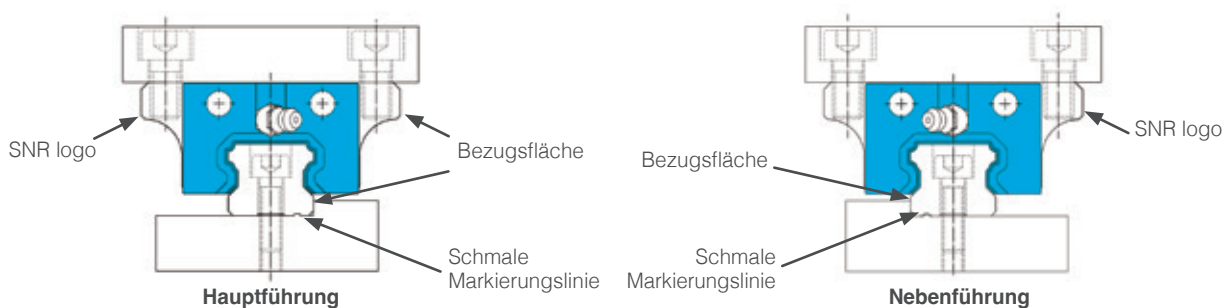 SNR logo
Bezugsfläche
Schmale
Markierungslinie
Hauptführung
SNR logo
Bezugsfläche
Schmale
Markierungslinie
Nebenführung